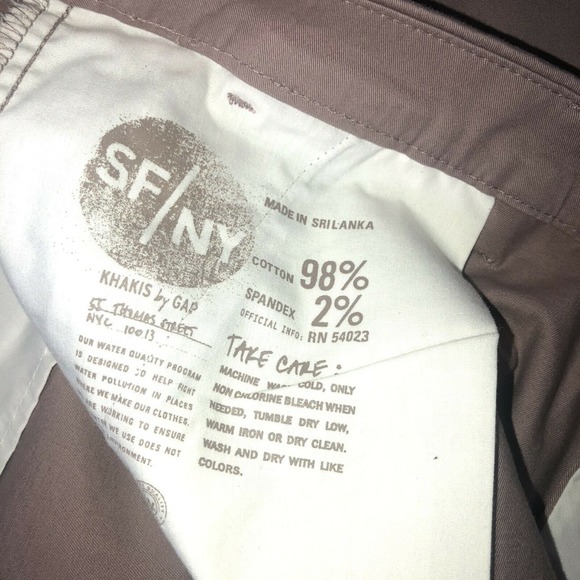 SF/NY
KHAKIS by GAP
55 THOMAS STREET
NYC 10013
OUR WATER QUALITY PROGRAM
IS DESIGNED TO HELP FIGHT
WATER POLLUTION IN PLACES
WE MAKE OUR CLOTHES.
WORKING TO ENSURE
WE USE DOES NOT
MADE IN SRI LANKA
COTTON 98%
SPANDEX 2%
OFFICIAL INFO: RN 54023
TAKE CARE:
MACHINE COLD, ONLY
NON CHLORINE BLEACH WHEN
NEEDED, TUMBLE DRY LOW,
WARM IRON OR DRY CLEAN.
WASH AND DRY WITH LIKE
COLORS.